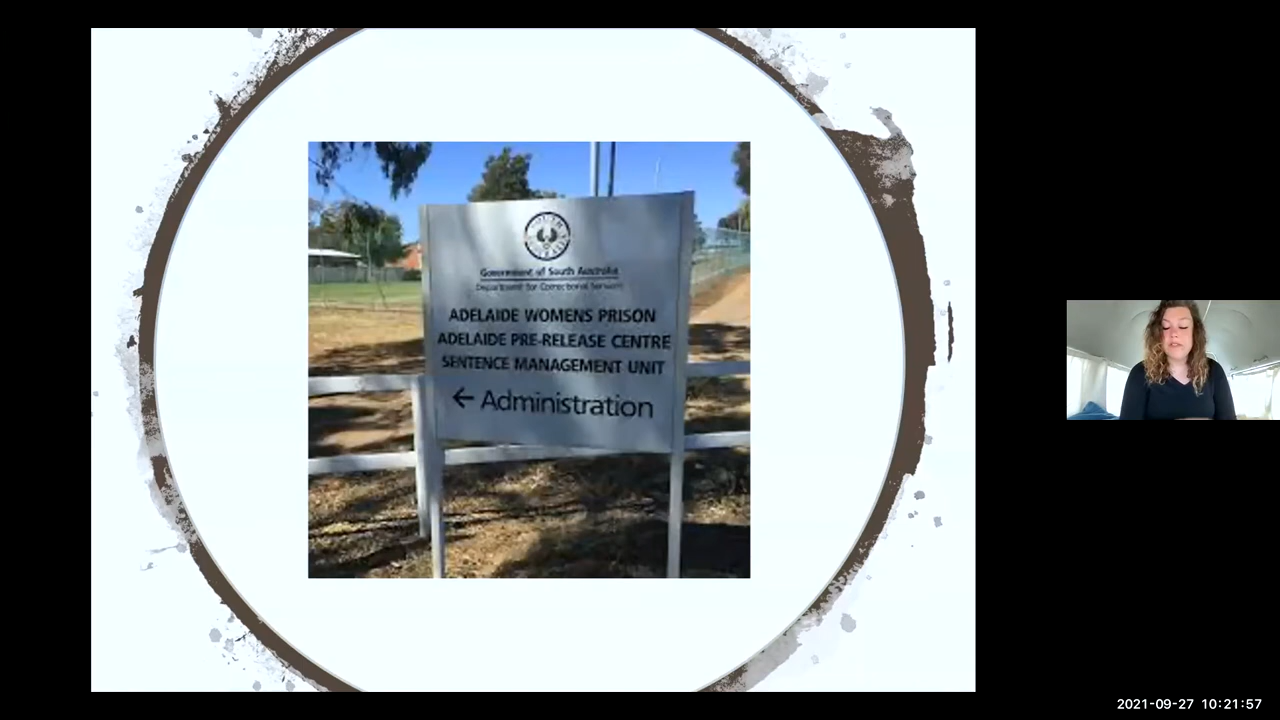 Government of South Australia
Department for Correctional Services
ADELAIDE WOMENS PRISON
ADELAIDE PRE-RELEASE CENTRE
SENTENCE MANAGEMENT UNIT
← Administration
2021-09-27 10:21:57